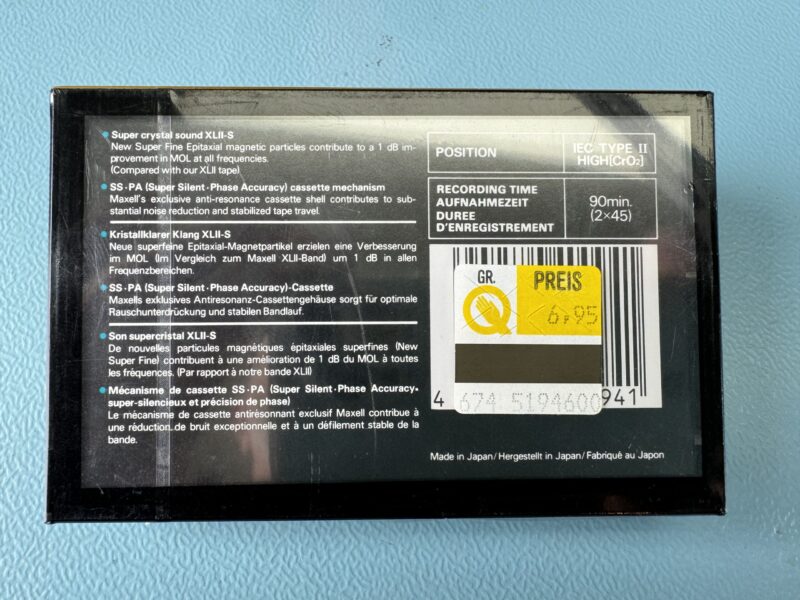 Super crystal sound XLII-S
New Super Fine Epitaxial magnetic particles contribute to a 1 dB im-
provement in MOL at all frequencies.
(Compared with our XLII tape)
SS·PA (Super Silent·Phase Accuracy) cassette mechanism
Maxell's exclusive anti-resonance cassette shell contributes to sub-
stantial noise reduction and stabilized tape travel.
Kristallklarer Klang XLII-S
Neue superfeine Epitaxial-Magnetpartikel erzielen eine Verbesserung
im MOL (Im Vergleich zum Maxell XLII-Band) um 1 dB in allen
Frequenzbereichen.
SS·PA (Super Silent·Phase Accuracy)-Cassette
Maxells exklusives Antiresonanz-Cassettengehäuse sorgt für optimale
Rauschunterdrückung und stabilen Bandlauf.
Son supercristal XLII-S
De nouvelles particules magnétiques épitaxiales superfines (New
Super Fine) contribuent à une amélioration de 1 dB du MOL à toutes
les fréquences. (Par rapport à notre bande XLII)
Mécanisme de cassette SS·PA (Super Silent·Phase Accuracy·
super-silencieux et précision de phase)
Le mécanisme de cassette antirésonnant exclusif Maxell contribue à
une réduction de bruit exceptionnelle et à un défilement stable de la
bande.
POSITION
IEC TYPE II
HIGH[CrO₂]
RECORDING TIME
AUFNAHMEZEIT
DUREE
D'ENREGISTREMENT
90min.
(2×45)
GR.
PREIS
6,95
4 674 5194600 941
Made in Japan/Hergestellt in Japan/Fabriqué au Japon